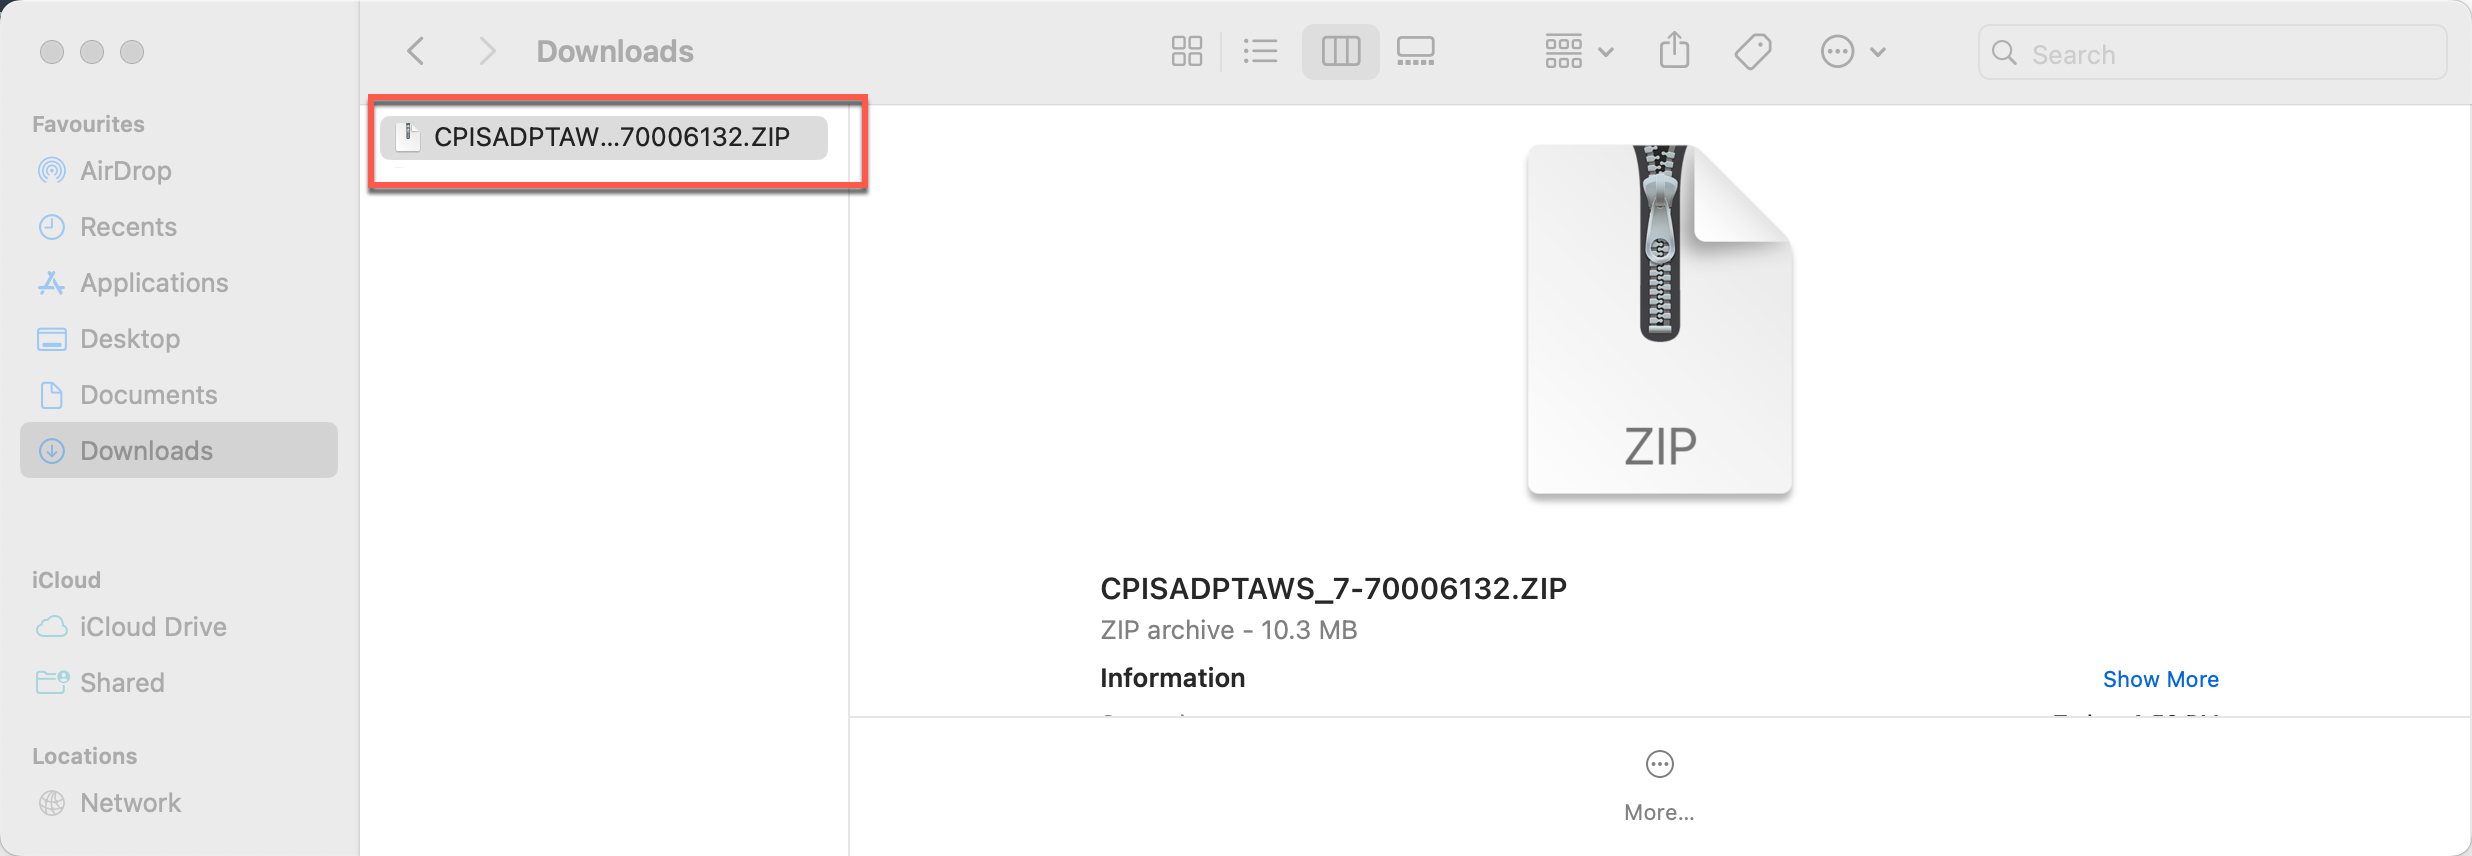 Downloads
Search
Favourites
AirDrop
Recents
Applications
Desktop
Documents
Downloads
iCloud
iCloud Drive
Shared
Locations
Network
CPISADPTAW...70006132.ZIP
ZIP
CPISADPTAWS_7-70006132.ZIP
ZIP archive - 10.3 MB
Information
Show More
More...